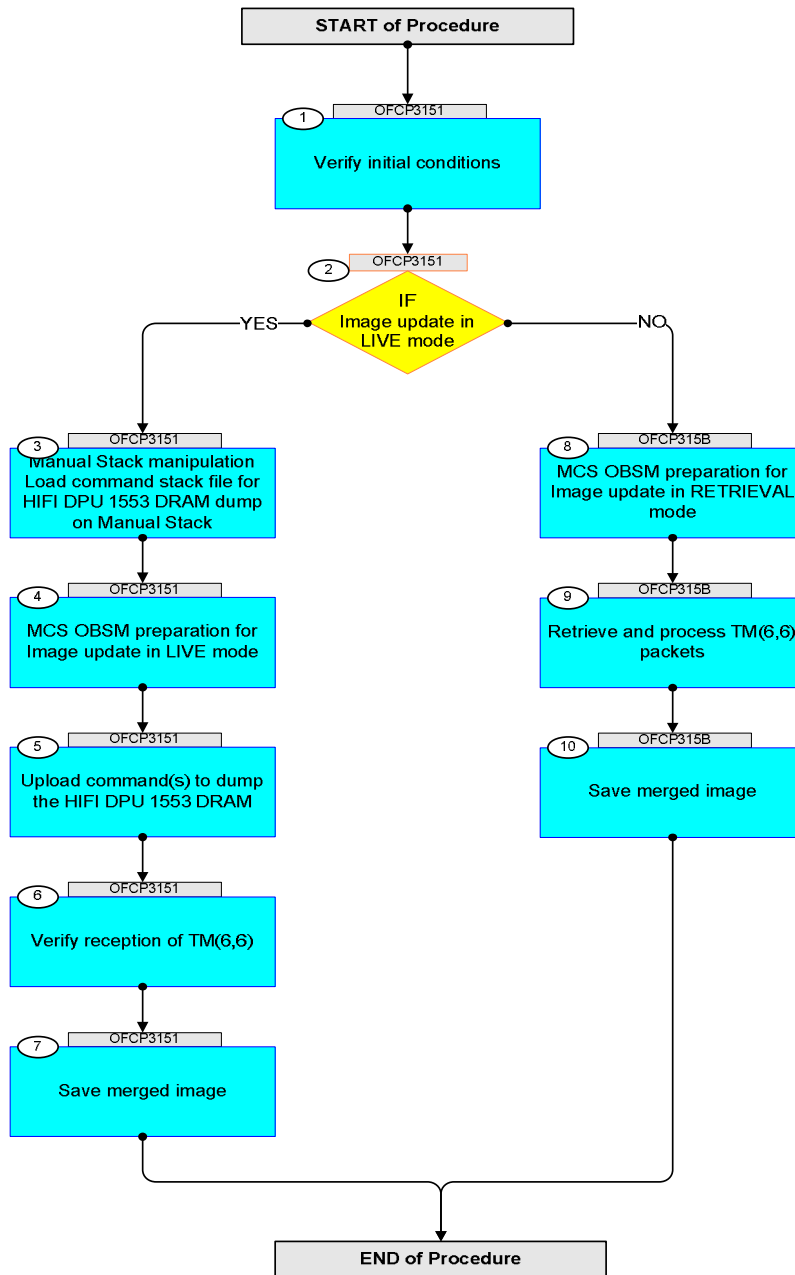 START of Procedure
OFCP3151
1
Verify initial conditions
OFCP3151
2
IF
Image update in
LIVE mode
YES
NO
OFCP3151
3
Manual Stack manipulation
Load command stack file for
HIFI DPU 1553 DRAM dump
on Manual Stack
OFCP3151
4
MCS OBSM preparation for
Image update in LIVE mode
OFCP3151
5
Upload command(s) to dump
the HIFI DPU 1553 DRAM
OFCP3151
6
Verify reception of TM(6,6)
OFCP3151
7
Save merged image
OFCP315B
8
MCS OBSM preparation for
Image update in RETRIEVAL
mode
OFCP315B
9
Retrieve and process TM(6,6)
packets
OFCP315B
10
Save merged image
END of Procedure